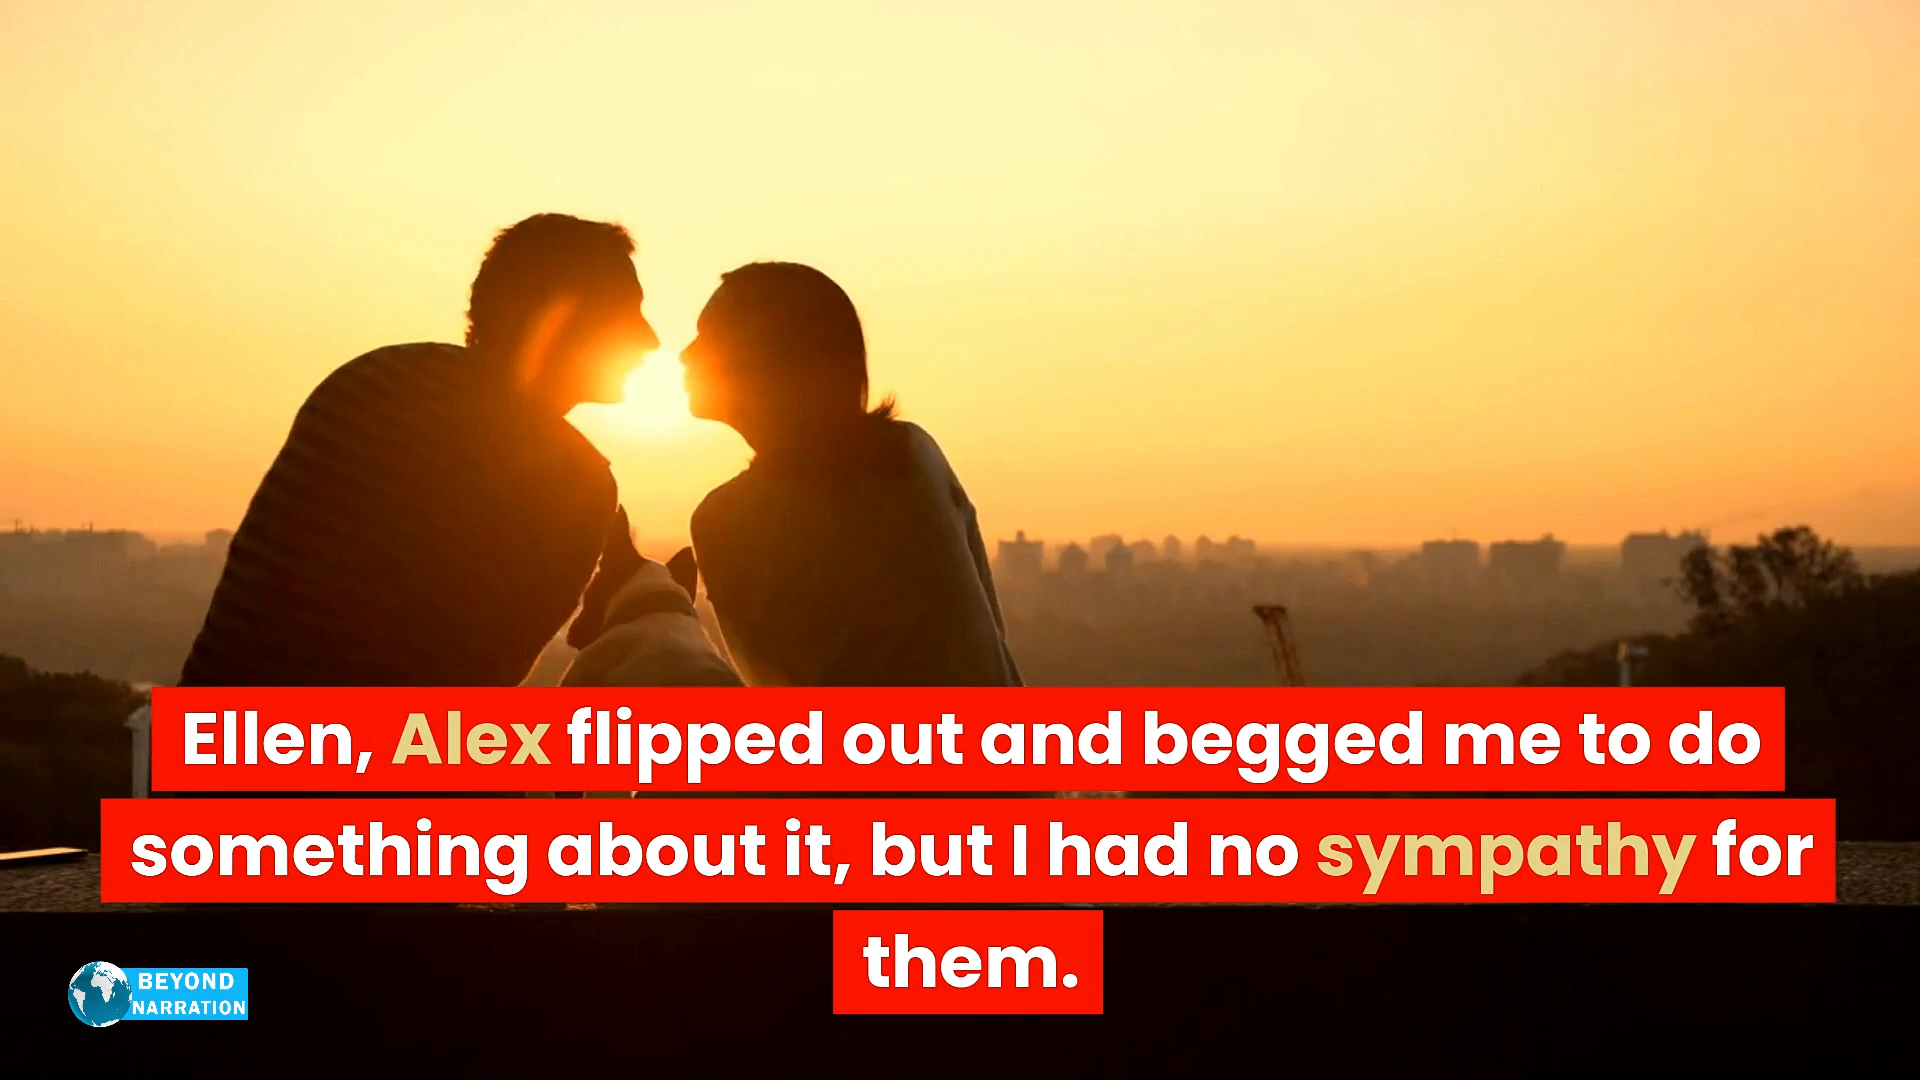 Ellen, Alex flipped out and begged me to do
something about it, but I had no sympathy for
them.
BEYOND
NARRATION